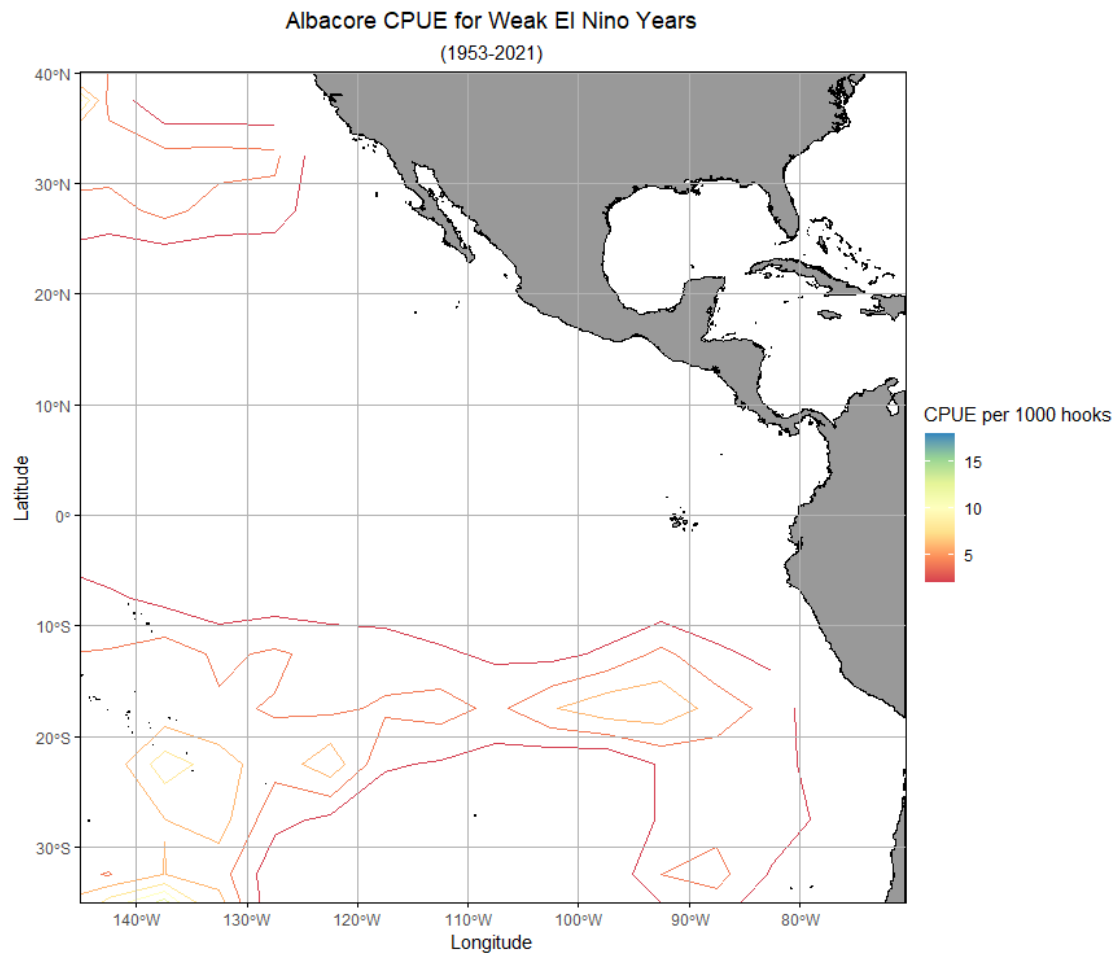 Albacore CPUE for Weak El Nino Years
(1953-2021)
40°N
30°N
20°N
10°N
0°
10°S
20°S
30°S
Latitude
140°W
130°W
120°W
110°W
100°W
90°W
80°W
Longitude
CPUE per 1000 hooks
15
10
5